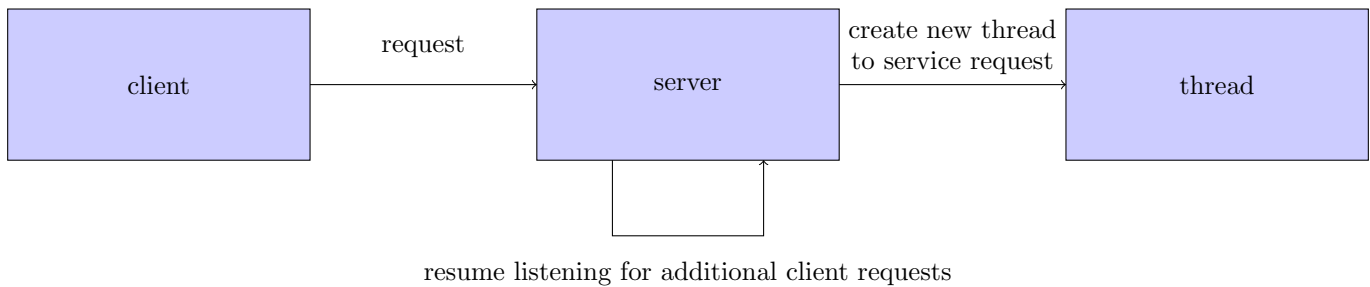 client
request
server
create new thread
to service request
thread
resume listening for additional client requests